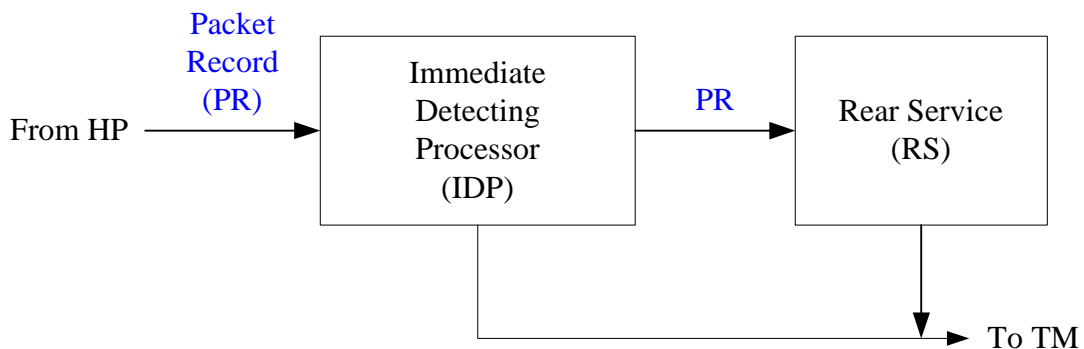 Packet
Record
(PR)
From HP
Immediate
Detecting
Processor
(IDP)
PR
Rear Service
(RS)
To TM